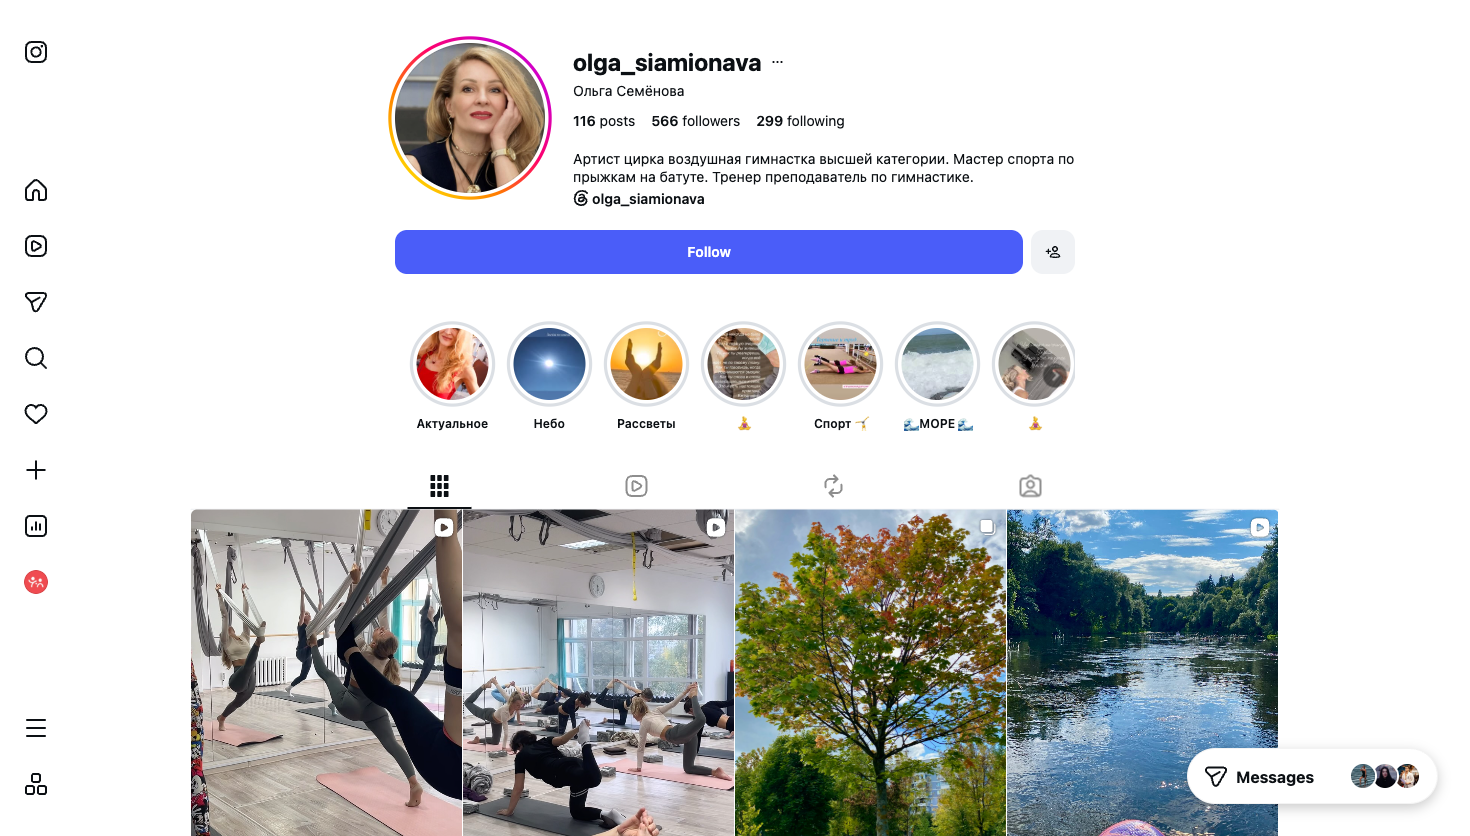 olga_siamionava ...
Ольга Семёнова
116 posts 566 followers 299 following
Артист цирка воздушная гимнастка высшей категории. Мастер спорта по
прыжкам на батуте. Тренер преподаватель по гимнастике.
olga_siamionava
Follow
Актуальное Небо Рассветы 🧘 Спорт 🤸 🌊МОРЕ🌊 🧘
Messages